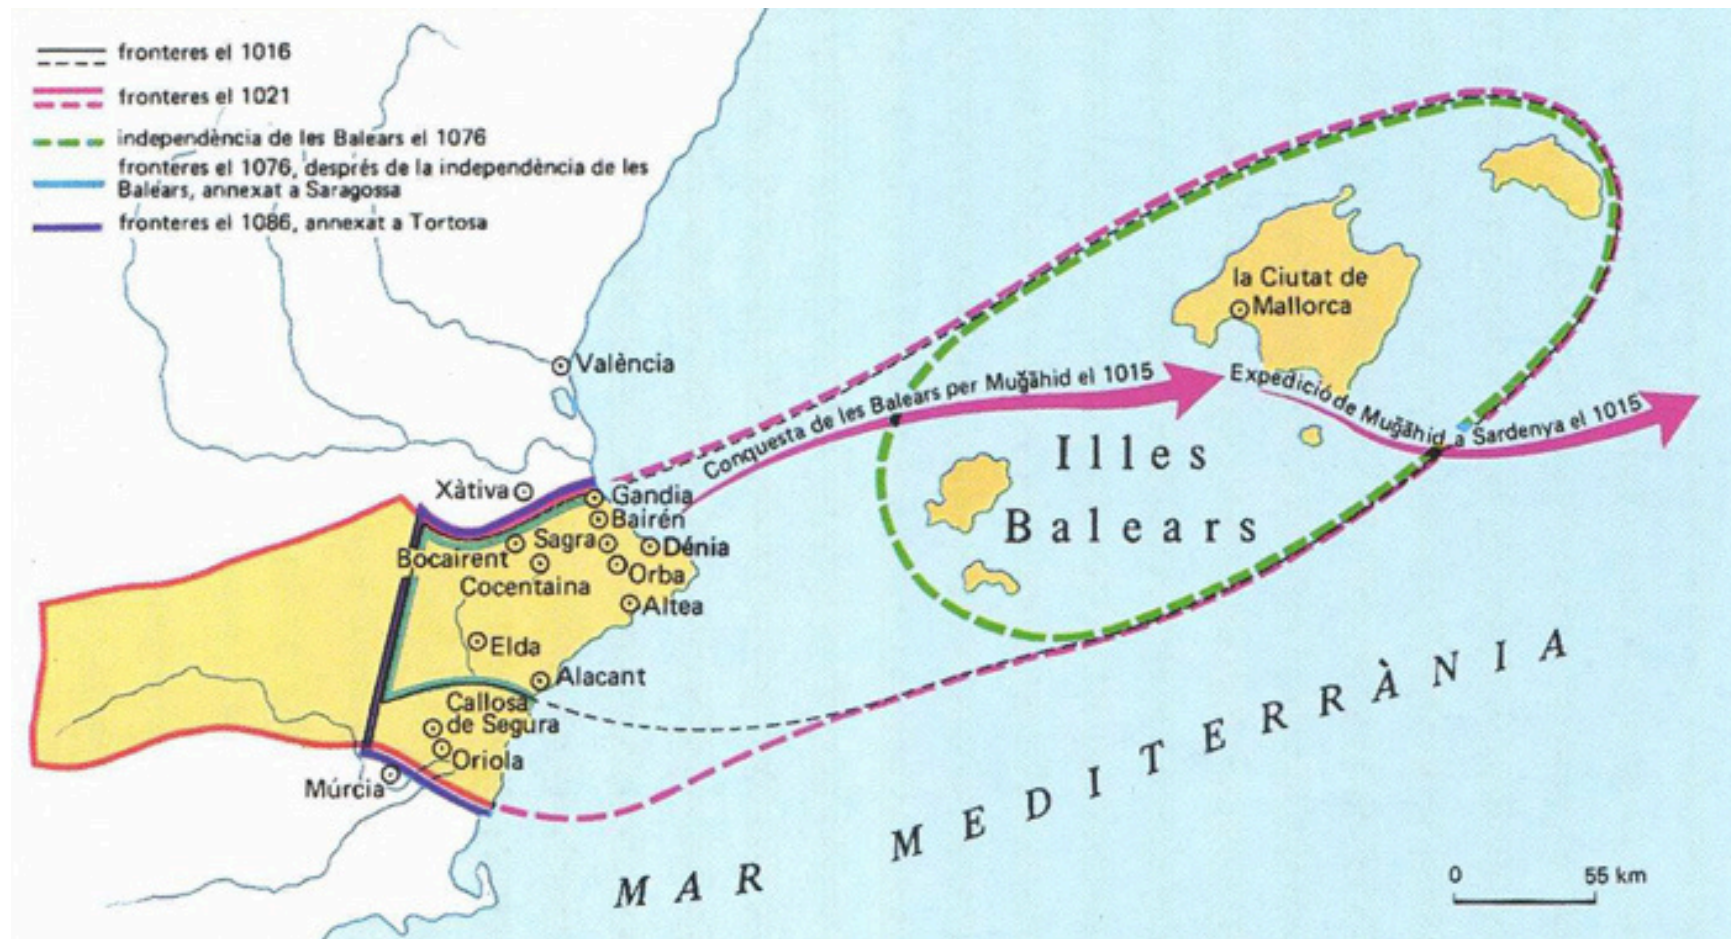 fronteres el 1016
fronteres el 1021
independència de les Balears el 1076
fronteres el 1076, després de la independència de les
Balears, annexat a Saragossa
fronteres el 1086, annexat a Tortosa
la Ciutat de
Mallorca
València
Conquesta de les Balears per Muğāhid el 1015
Expedició de Muğāhid a Sardenya el 1015
Illes
Balears
Xàtiva
Gandia
Bairén
Sagra
Dénia
Bocairent
Orba
Cocentaina
Altea
Elda
Alacant
Callosa
de Segura
Oriola
Múrcia
MAR MEDITERRÀNIA
0 55 km